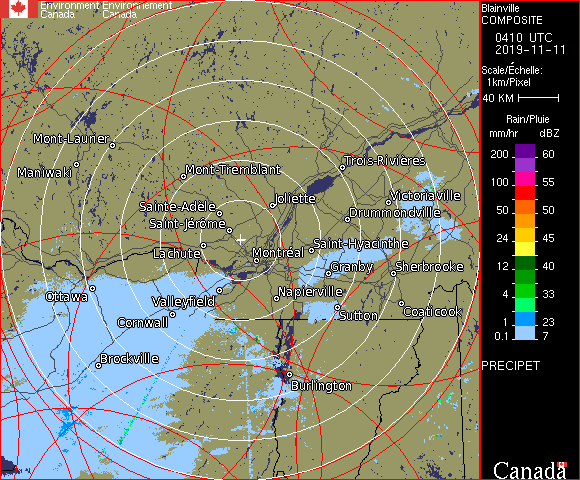 Environment Environnement
Canada Canada
Blainville
COMPOSITE
0410 UTC
2019-11-11
Scale/Échelle:
1km/Pixel
40 KM
Rain/Pluie
mm/hr dBZ
200 60
100 55
50 50
24 45
12 40
4 33
1 23
0.1 7
PRECIPET
Canada
Mont-Laurier
Maniwaki
Mont-Tremblant
Trois-Rivières
Sainte-Adele
Joliette
Victoriaville
Drummondville
Saint-Jérôme
Lachute
Montréal
Saint-Hyacinthe
Granby
Sherbrooke
Ottawa
Valleyfield
Napierville
Cornwall
Sutton
Coaticook
Brockville
Burlington